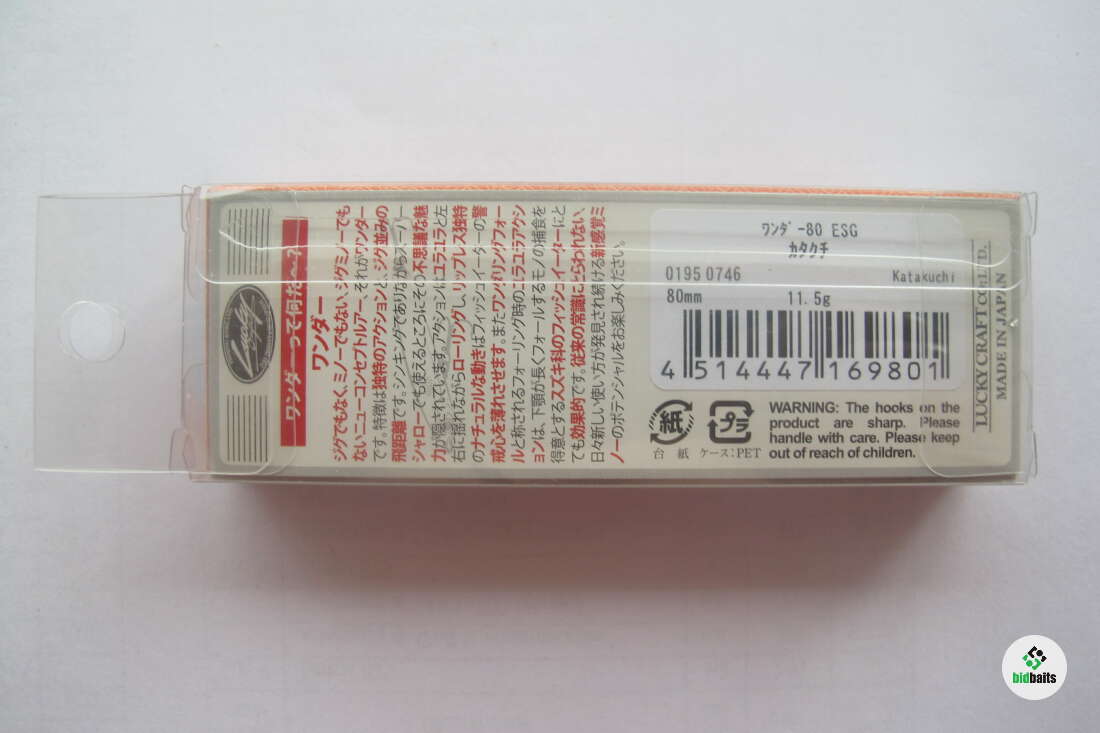 ワンダーって何だ〜?
ワンダー
ジグでもなく、ミノーでもない、ジグミノーでも
ないニューコンセプトルアー、それがワンダー
です。特徴は独特のアクションと、ジグ並みの
飛距離です。シンキングでありながらスーパー
シャローでも使えるところにその不思議な魅
力が隠されています。アクションはユラユラと左
右に揺れながらローリングし、リップレス独特
のナチュラルな動きはフィッシュイーターの警
戒心を薄れさせます。またワンダリングフォー
ルと称されるフォーリング時のユラユラアクシ
ョンは、下顎が長くフォールするモノの捕食を
得意とするスズキ科のフィッシュイーターにと
ても効果的です。従来の常識にとらわれない、
日々新しい使い方が発見され続ける新感覚ミ
ノーのポテンシャルをお楽しみください。
ワンダー80 ESG
カタクチ
0195 0746 Katakuchi
80mm 11.5g
4 514447 169801
紙 プラ
台 紙 ケース:PET
WARNING: The hooks on the
product are sharp. Please
handle with care. Please keep
out of reach of children.
LUCKY CRAFT CO., LTD.
MADE IN JAPAN
Lucky
bidbaits